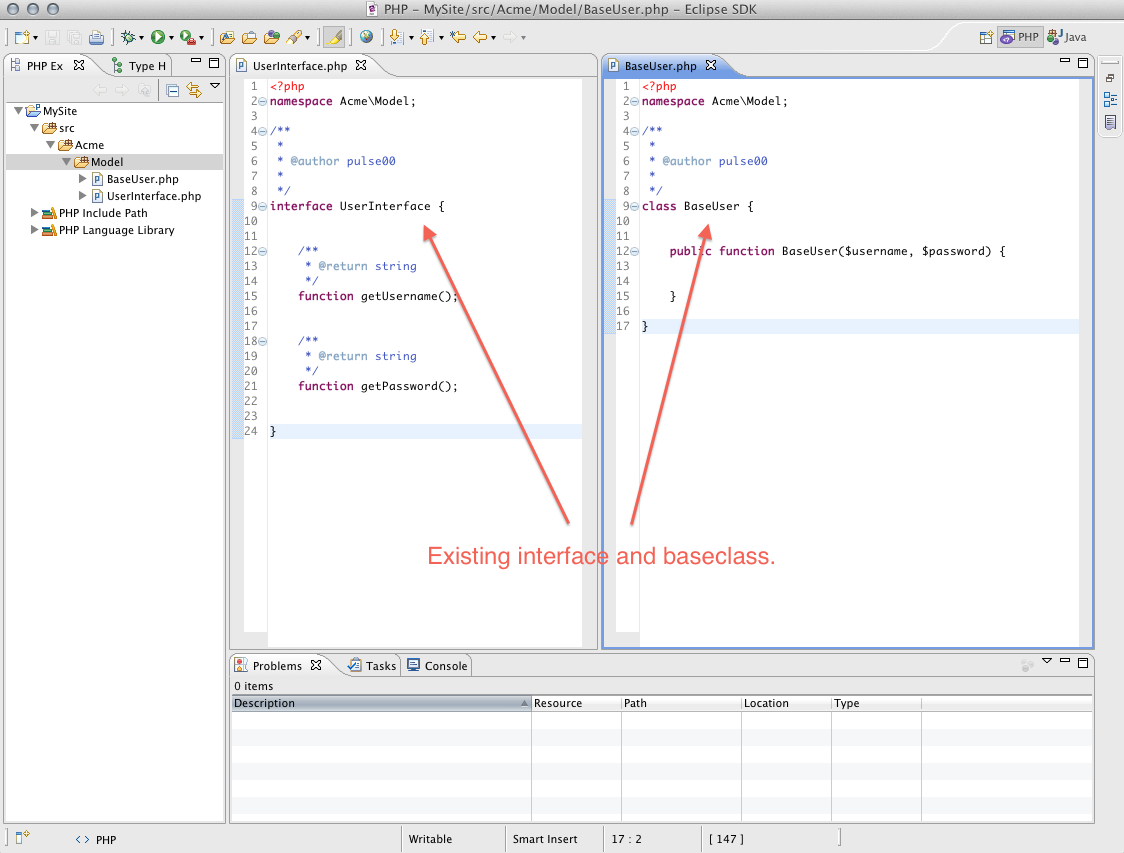 PHP – MySite/src/Acme/Model/BaseUser.php – Eclipse SDK
PHP
Java
PHP Ex
Type H
MySite
src
Acme
Model
BaseUser.php
UserInterface.php
PHP Include Path
PHP Language Library
UserInterface.php
1 <?php
2 namespace Acme\Model;
3
4 /**
5 *
6 * @author pulse00
7 *
8 */
9 interface UserInterface {
10
11
12 /**
13 * @return string
14 */
15 function getUsername();
16
17
18 /**
19 * @return string
20 */
21 function getPassword();
22
23
24 }
BaseUser.php
1 <?php
2 namespace Acme\Model;
3
4 /**
5 *
6 * @author pulse00
7 *
8 */
9 class BaseUser {
10
11
12 public function BaseUser($username, $password) {
13
14
15 }
16
17 }
Existing interface and baseclass.
Problems
Tasks
Console
0 items
Description Resource Path Location Type
<> PHP
Writable
Smart Insert
17 : 2
[ 147 ]